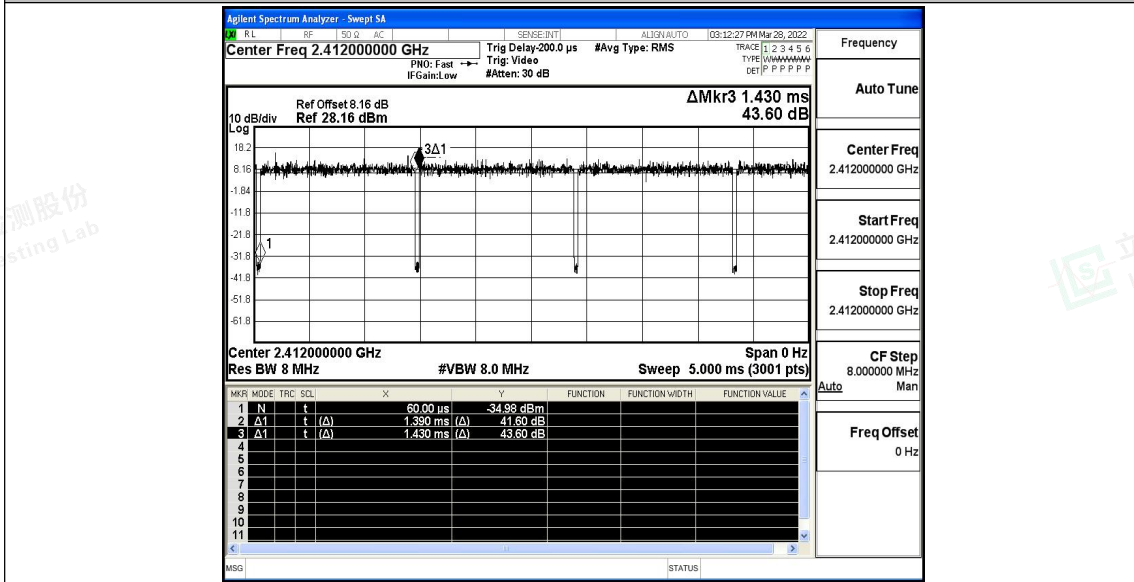 Agilent Spectrum Analyzer - Swept SA
LXI RL RF 50 Ω AC SENSE:INT ALIGN AUTO 03:12:27 PM Mar 28, 2022
Center Freq 2.412000000 GHz
Trig Delay-200.0 µs #Avg Type: RMS
TRACE 1 2 3 4 5 6
PNO: Fast Trig: Video
TYPE WWWWWW
IFGain:Low #Atten: 30 dB
DET P P P P P P
Frequency
Auto Tune
Center Freq
2.412000000 GHz
Start Freq
2.412000000 GHz
Stop Freq
2.412000000 GHz
CF Step
8.000000 MHz
Auto Man
Freq Offset
0 Hz
ΔMkr3 1.430 ms
43.60 dB
Ref Offset 8.16 dB
10 dB/div Ref 28.16 dBm
Log
18.2
8.16
-1.84
-11.8
-21.8
-31.8
-41.8
-51.8
-61.8
3Δ1
1
Center 2.412000000 GHz Span 0 Hz
Res BW 8 MHz #VBW 8.0 MHz Sweep 5.000 ms (3001 pts)
MKR MODE TRC SCL X Y FUNCTION FUNCTION WIDTH FUNCTION VALUE
1 N t 60.00 µs -34.98 dBm
2 Δ1 t (Δ) 1.390 ms (Δ) 41.60 dB
3 Δ1 t (Δ) 1.430 ms (Δ) 43.60 dB
4
5
6
7
8
9
10
11
MSG STATUS
测股份
sting Lab
立